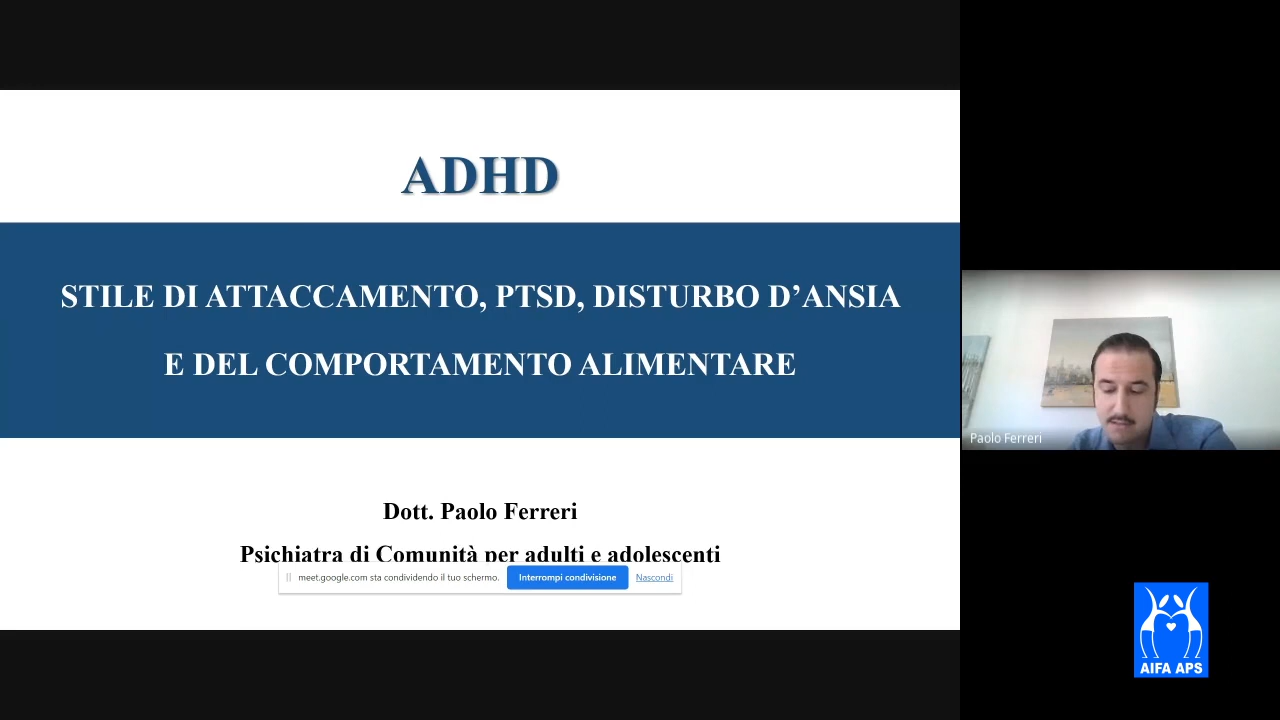 ADHD
STILE DI ATTACCAMENTO, PTSD, DISTURBO D’ANSIA
E DEL COMPORTAMENTO ALIMENTARE
Dott. Paolo Ferreri
Psichiatra di Comunità per adulti e adolescenti
meet.google.com sta condividendo il tuo schermo. Interrompi condivisione Nascondi
Paolo Ferreri
AIFA APS